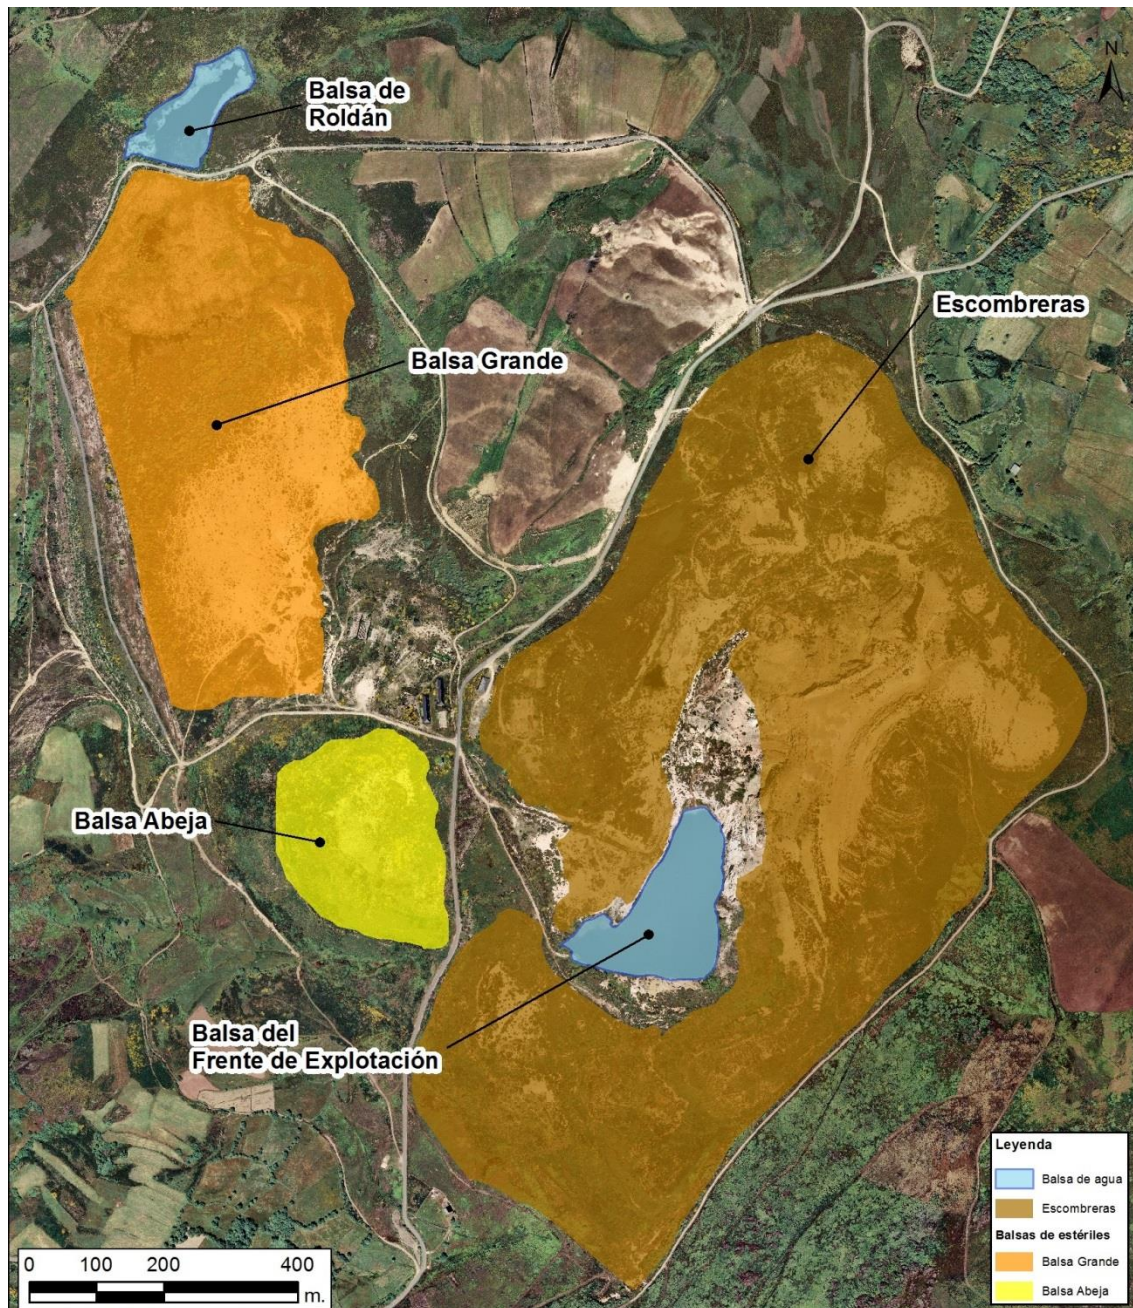 N
Balsa de
Roldán
Escombreras
Balsa Grande
Balsa Abeja
Balsa del
Frente de Explotación
Leyenda
Balsa de agua
Escombreras
Balsas de estériles
Balsa Grande
Balsa Abeja
0 100 200 400
m.